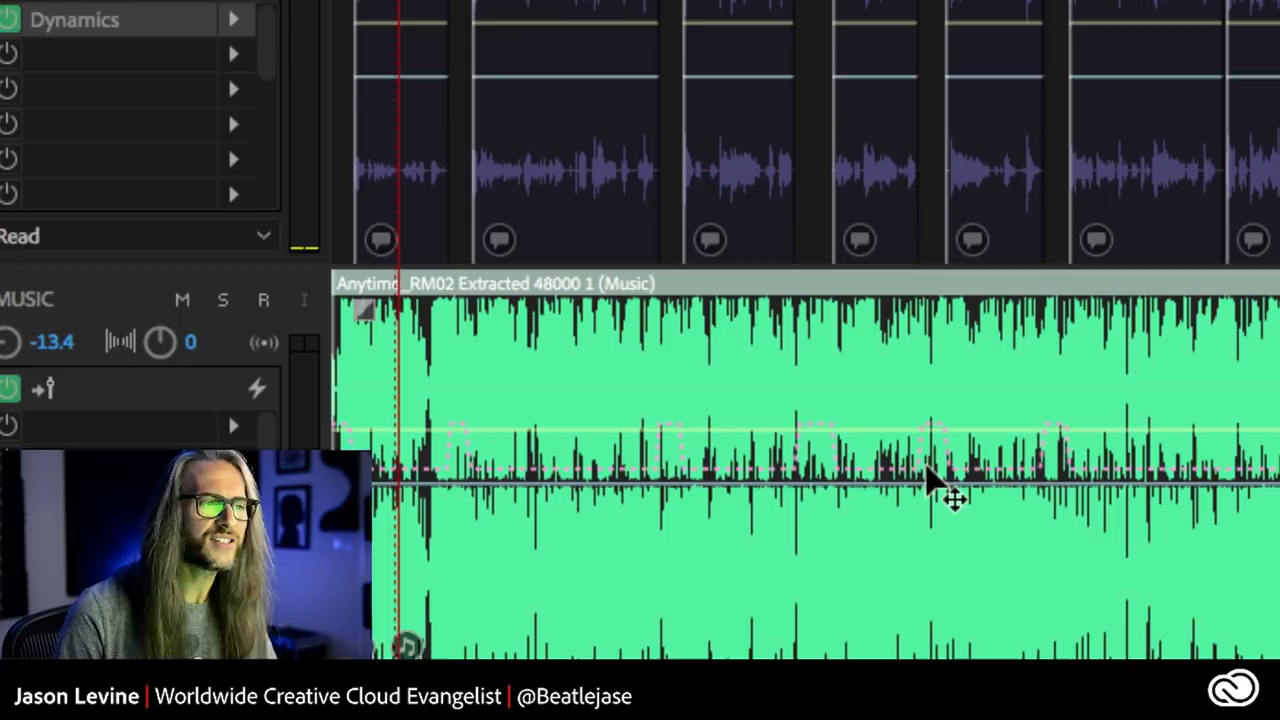 Dynamics
Read
MUSIC M S R I
-13.4 0
Anytime_RM02 Extracted 48000 1 (Music)
Jason Levine | Worldwide Creative Cloud Evangelist | @Beatlejase